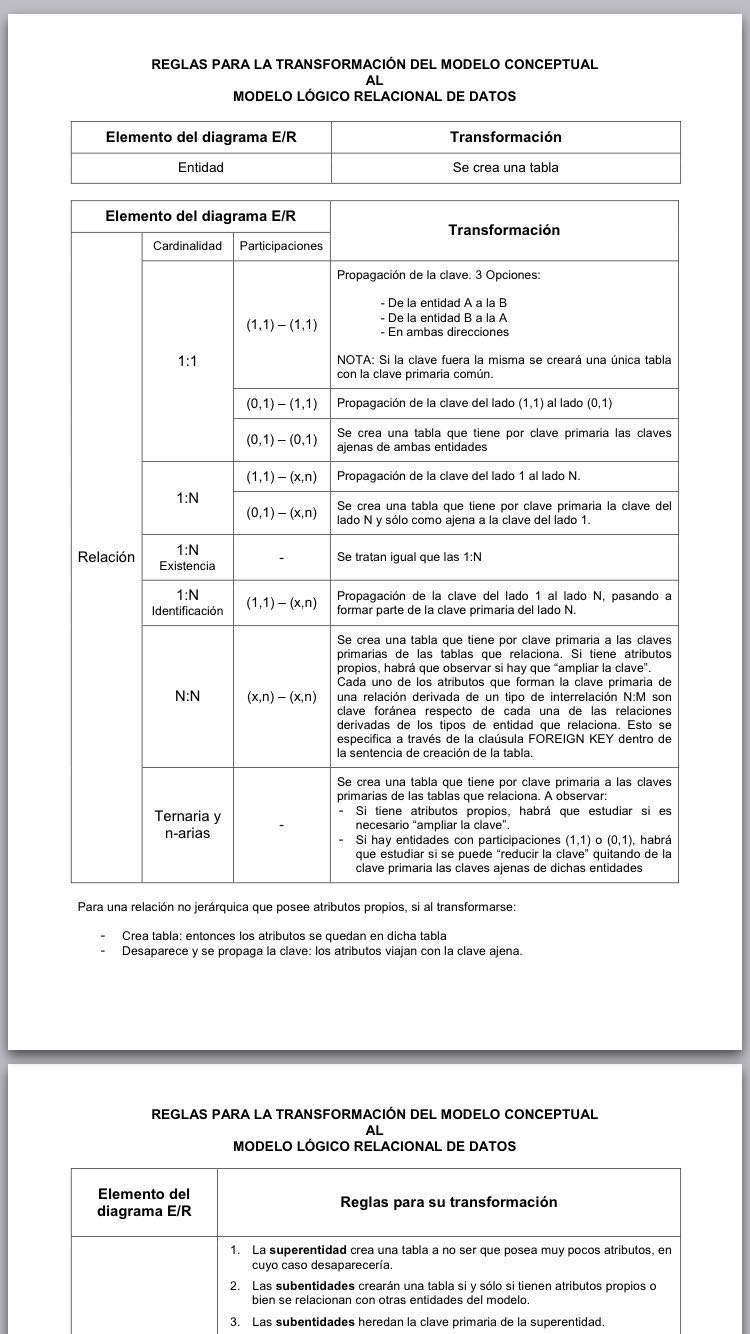 REGLAS PARA LA TRANSFORMACIÓN DEL MODELO CONCEPTUAL
AL
MODELO LÓGICO RELACIONAL DE DATOS
Elemento del diagrama E/R
Transformación
Entidad
Se crea una tabla
Elemento del diagrama E/R
Transformación
Cardinalidad
Participaciones
Relación
1:1
(1,1) – (1,1)
Propagación de la clave. 3 Opciones:
- De la entidad A a la B
- De la entidad B a la A
- En ambas direcciones
NOTA: Si la clave fuera la misma se creará una única tabla
con la clave primaria común.
(0,1) – (1,1)
Propagación de la clave del lado (1,1) al lado (0,1)
(0,1) – (0,1)
Se crea una tabla que tiene por clave primaria las claves
ajenas de ambas entidades
1:N
(1,1) – (x,n)
Propagación de la clave del lado 1 al lado N.
(0,1) – (x,n)
Se crea una tabla que tiene por clave primaria la clave del
lado N y sólo como ajena a la clave del lado 1.
1:N
Existencia
-
Se tratan igual que las 1:N
1:N
Identificación
(1,1) – (x,n)
Propagación de la clave del lado 1 al lado N, pasando a
formar parte de la clave primaria del lado N.
N:N
(x,n) – (x,n)
Se crea una tabla que tiene por clave primaria a las claves
primarias de las tablas que relaciona. Si tiene atributos
propios, habrá que observar si hay que “ampliar la clave”.
Cada uno de los atributos que forman la clave primaria de
una relación derivada de un tipo de interrelación N:M son
clave foránea respecto de cada una de las relaciones
derivadas de los tipos de entidad que relaciona. Esto se
especifica a través de la claúsula FOREIGN KEY dentro de
la sentencia de creación de la tabla.
Ternaria y
n-arias
-
Se crea una tabla que tiene por clave primaria a las claves
primarias de las tablas que relaciona. A observar:
- Si tiene atributos propios, habrá que estudiar si es
necesario “ampliar la clave”.
- Si hay entidades con participaciones (1,1) o (0,1), habrá
que estudiar si se puede “reducir la clave” quitando de la
clave primaria las claves ajenas de dichas entidades
Para una relación no jerárquica que posee atributos propios, si al transformarse:
- Crea tabla: entonces los atributos se quedan en dicha tabla
- Desaparece y se propaga la clave: los atributos viajan con la clave ajena.
REGLAS PARA LA TRANSFORMACIÓN DEL MODELO CONCEPTUAL
AL
MODELO LÓGICO RELACIONAL DE DATOS
Elemento del
diagrama E/R
Reglas para su transformación
1. La superentidad crea una tabla a no ser que posea muy pocos atributos, en
cuyo caso desaparecería.
2. Las subentidades crearán una tabla si y sólo si tienen atributos propios o
bien se relacionan con otras entidades del modelo.
3. Las subentidades heredan la clave primaria de la superentidad.